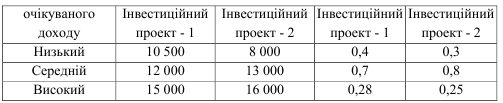 очікуваного доходу | Інвестиційний проект - 1 | Інвестиційний проект - 2 | Інвестиційний проект - 1 | Інвестиційний проект - 2
Низький | 10 500 | 8 000 | 0,4 | 0,3
Середній | 12 000 | 13 000 | 0,7 | 0,8
Високий | 15 000 | 16 000 | 0,28 | 0,25